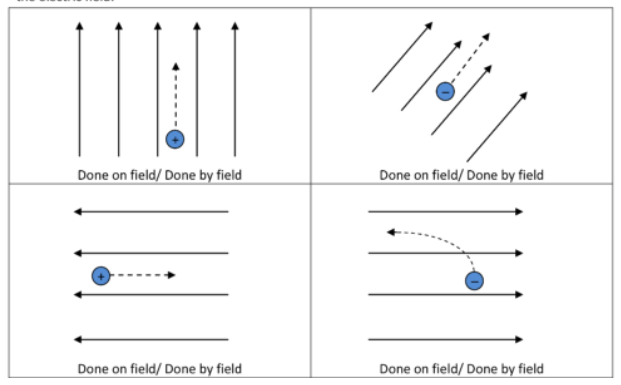 the electric field.
+
−
Done on field/ Done by field
Done on field/ Done by field
+
−
Done on field/ Done by field
Done on field/ Done by field